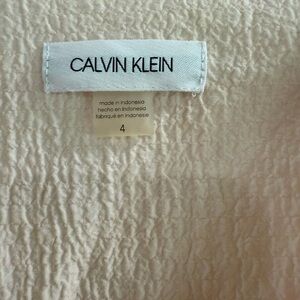 CALVIN KLEIN
made in Indonesia
hecho en Indonesia
fabriqué en Indonésie
4